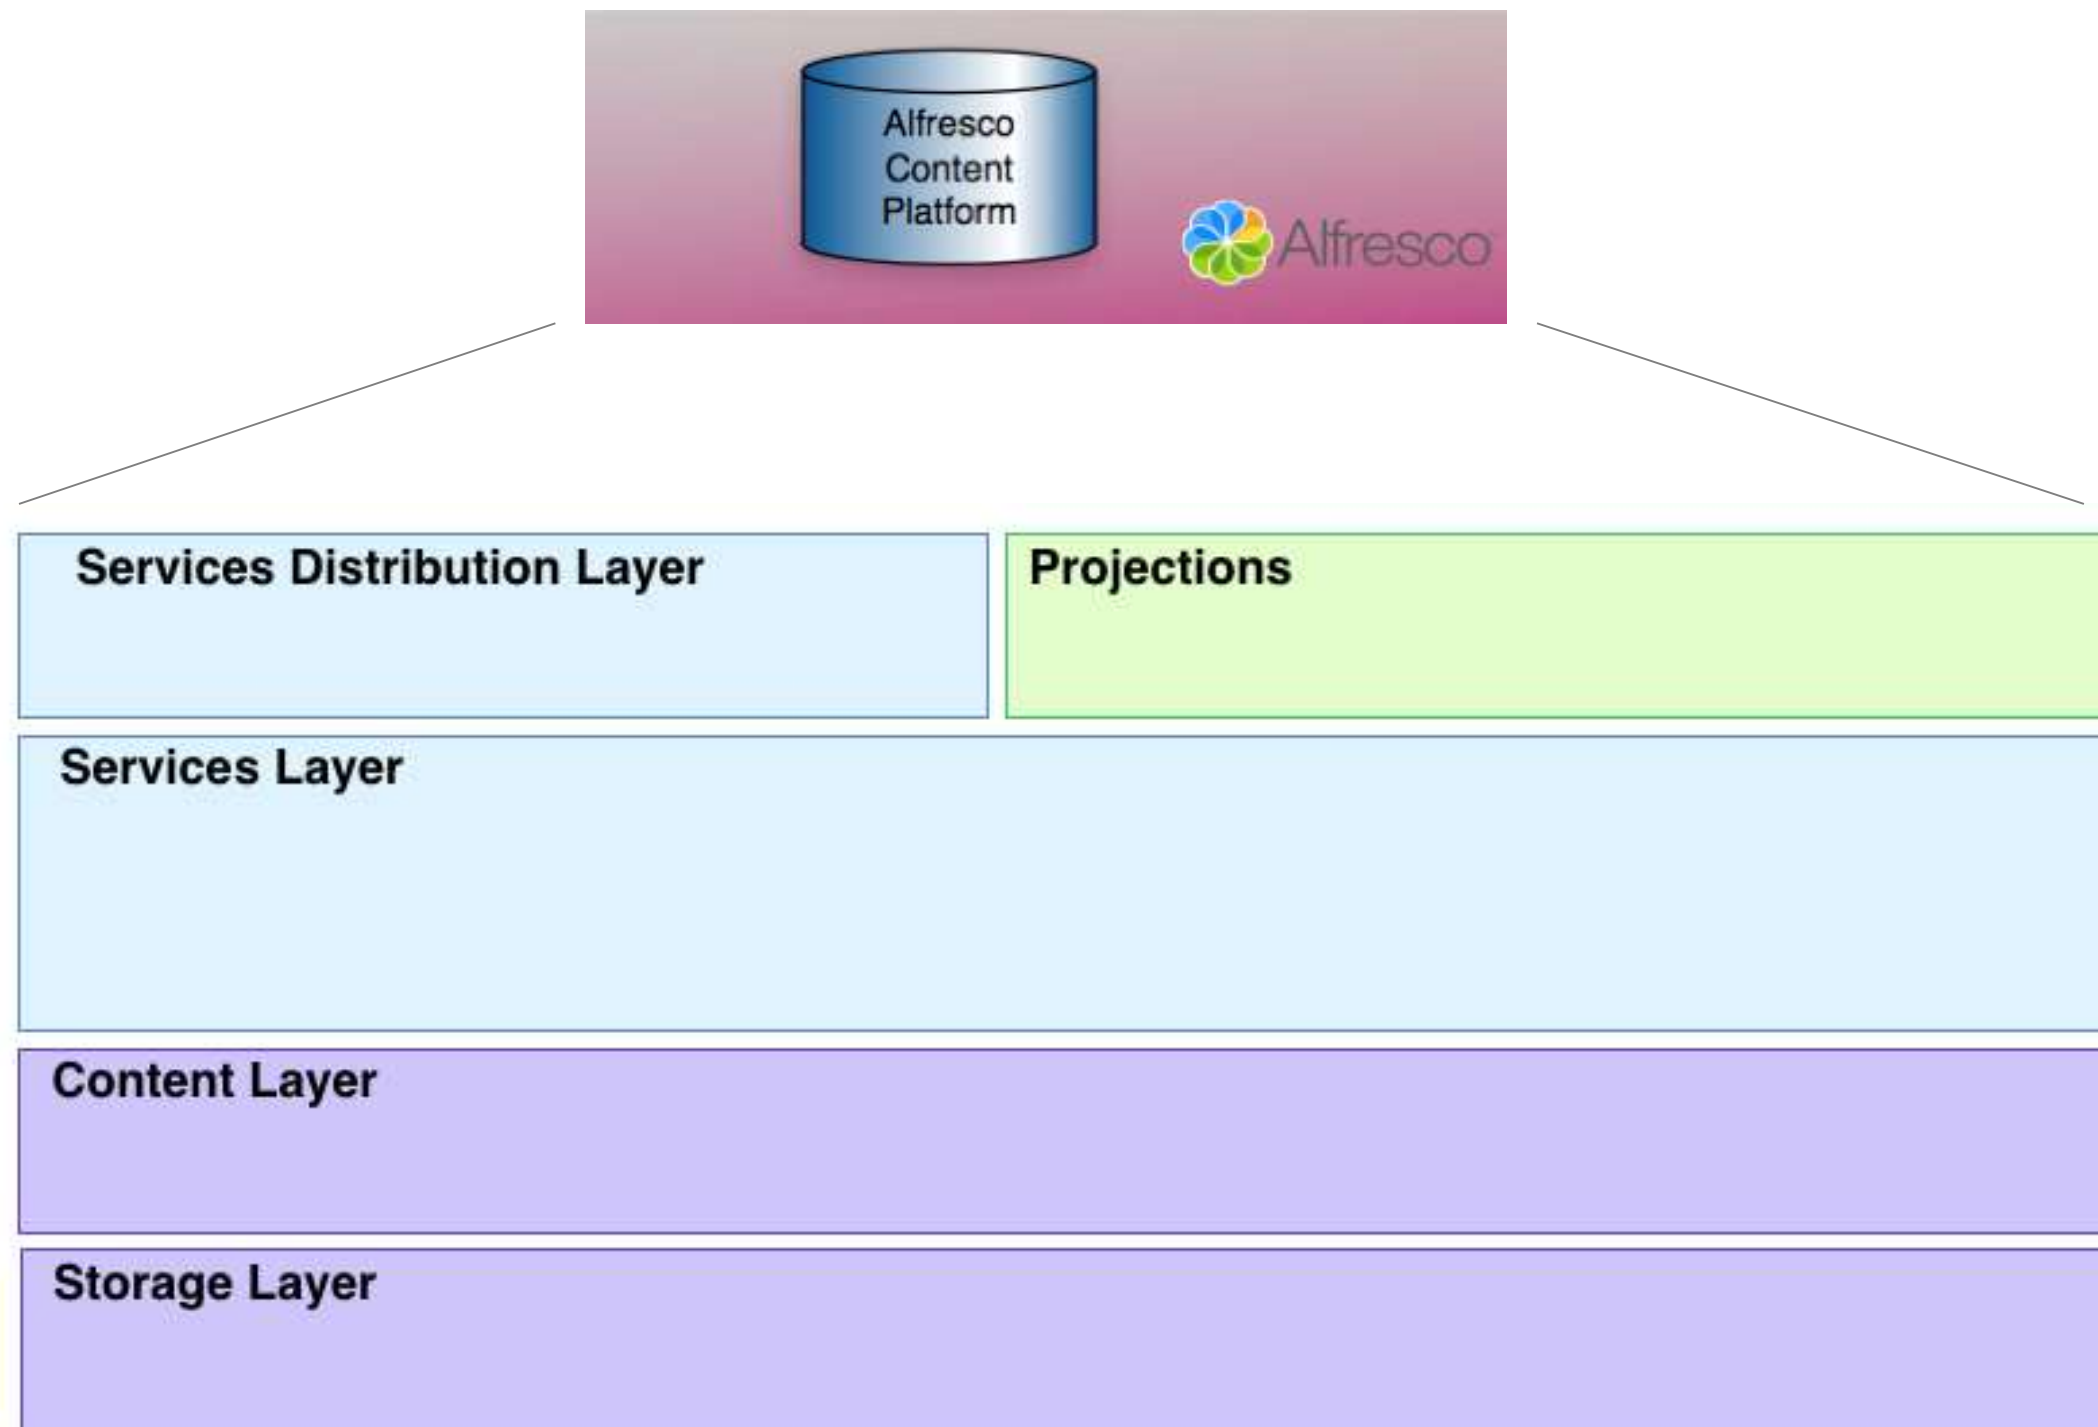 Alfresco
Content
Platform
Alfresco
Services Distribution Layer
Projections
Services Layer
Content Layer
Storage Layer